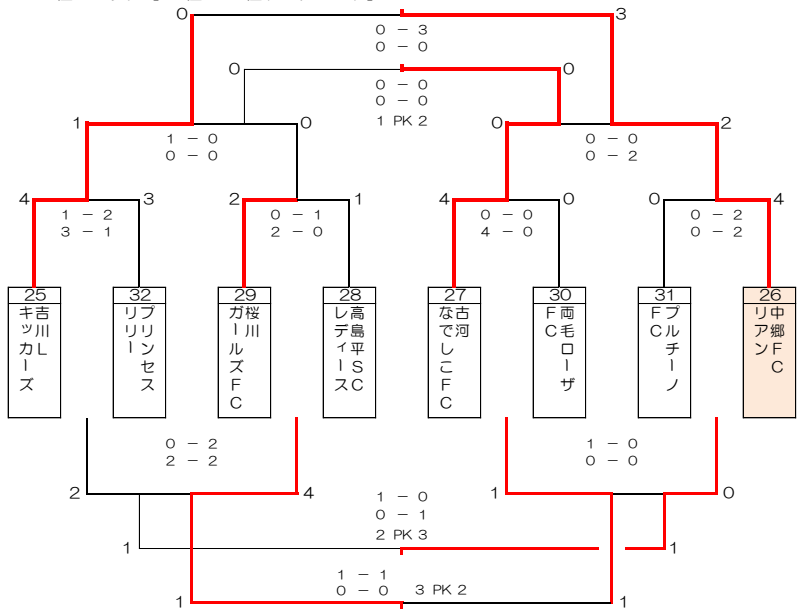 0 3
0 － 3
0 － 0
0 0
0 － 0
0 － 0
1 PK 2
1 0 0 2
1 － 0
0 － 0
0 － 0
0 － 2
4 3 2 1 4 0 0 4
1 － 2
3 － 1
0 － 1
2 － 0
0 － 0
4 － 0
0 － 2
0 － 2
25
吉川L
キッカーズ
32
プリンセス
リリー
29
桜川
ガールズFC
28
高島平SC
レディース
27
古河
なでしこFC
30
両毛ローザ
FC
31
プルチーノ
FC
26
中郷FC
リアン
0 － 2
2 － 2
1 － 0
0 － 0
2 4 1 0
1 － 0
0 － 1
2 PK 3
1 1
1 － 1
0 － 0
3 PK 2
1 1